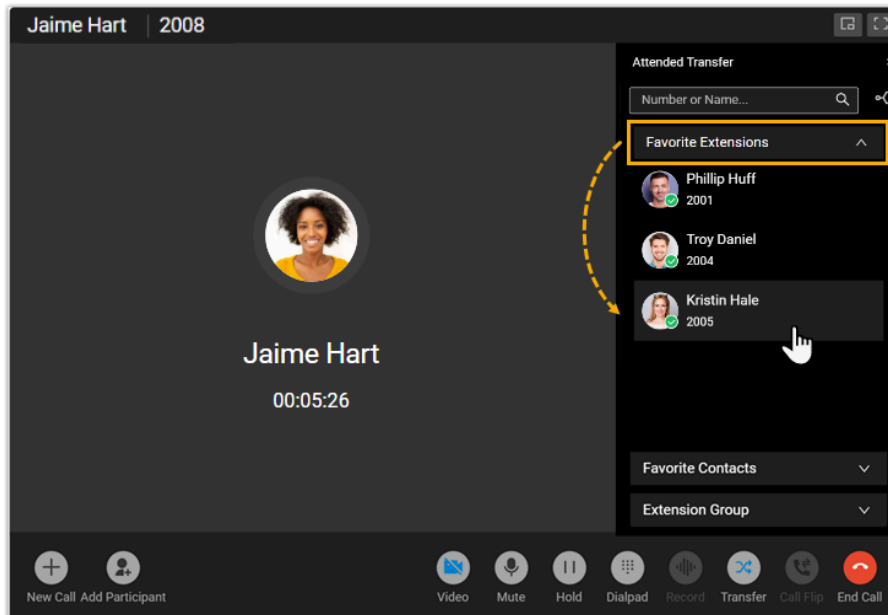 Jaime Hart 2008
Attended Transfer
Number or Name...
Favorite Extensions
Phillip Huff
2001
Troy Daniel
2004
Kristin Hale
2005
Jaime Hart
00:05:26
Favorite Contacts
Extension Group
New Call Add Participant Video Mute Hold Dialpad Record Transfer Call Flip End Call